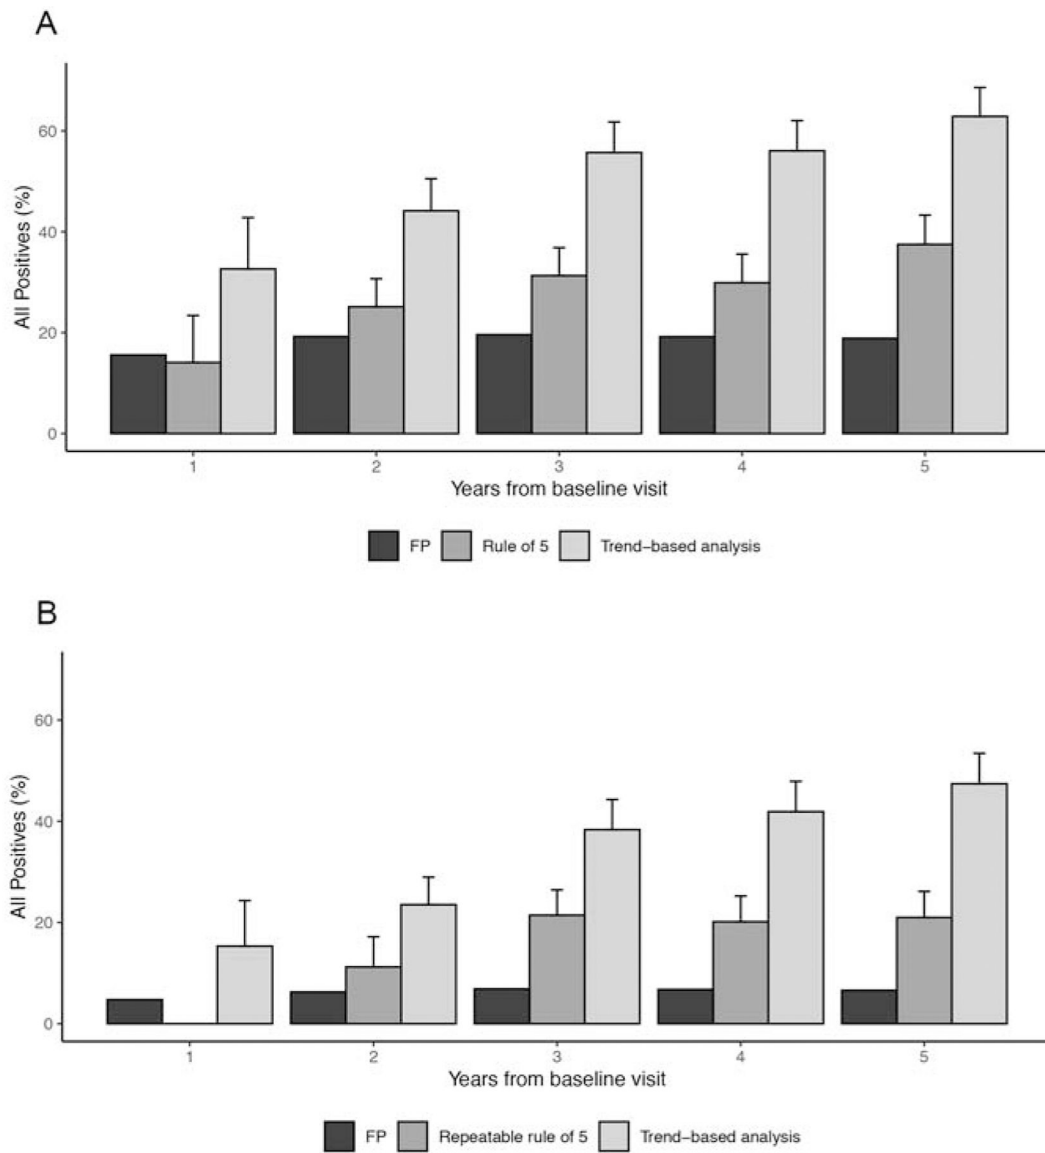 A
All Positives (%)
60
40
20
0
1 2 3 4 5
Years from baseline visit
FP Rule of 5 Trend-based analysis
B
All Positives (%)
60
40
20
0
1 2 3 4 5
Years from baseline visit
FP Repeatable rule of 5 Trend-based analysis